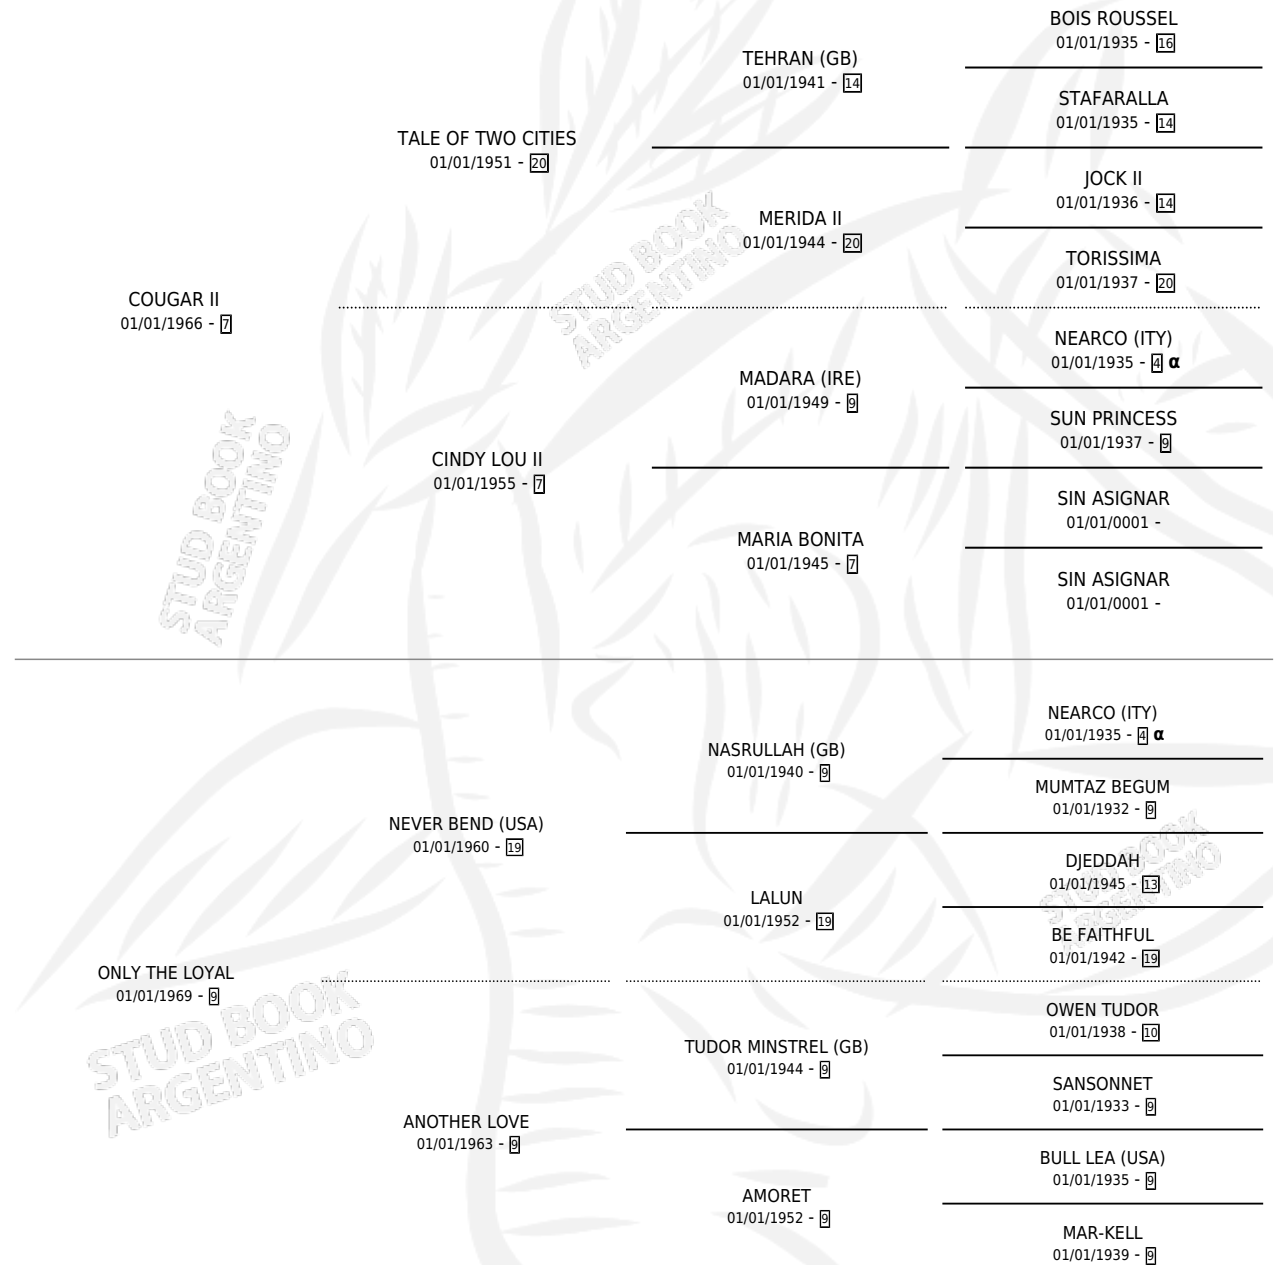 BOIS ROUSSEL
01/01/1935 - 16
TEHRAN (GB)
01/01/1941 - 14
STAFARALLA
01/01/1935 - 14
TALE OF TWO CITIES
01/01/1951 - 20
JOCK II
01/01/1936 - 14
MERIDA II
01/01/1944 - 20
TORISSIMA
01/01/1937 - 20
COUGAR II
01/01/1966 - 7
NEARCO (ITY)
01/01/1935 - 4 α
MADARA (IRE)
01/01/1949 - 9
SUN PRINCESS
01/01/1937 - 9
CINDY LOU II
01/01/1955 - 7
SIN ASIGNAR
01/01/0001 -
MARIA BONITA
01/01/1945 - 7
SIN ASIGNAR
01/01/0001 -
STUD BOOK
ARGENTINO
STUD BOOK
ARGENTINO
NEARCO (ITY)
01/01/1935 - 4 α
NASRULLAH (GB)
01/01/1940 - 9
MUMTAZ BEGUM
01/01/1932 - 9
NEVER BEND (USA)
01/01/1960 - 19
DJEDDAH
01/01/1945 - 13
LALUN
01/01/1952 - 19
BE FAITHFUL
01/01/1942 - 19
ONLY THE LOYAL
01/01/1969 - 9
OWEN TUDOR
01/01/1938 - 10
TUDOR MINSTREL (GB)
01/01/1944 - 9
SANSONNET
01/01/1933 - 9
ANOTHER LOVE
01/01/1963 - 9
BULL LEA (USA)
01/01/1935 - 9
AMORET
01/01/1952 - 9
MAR-KELL
01/01/1939 - 9
STUD BOOK
ARGENTINO
STUD BOOK
ARGENTINO